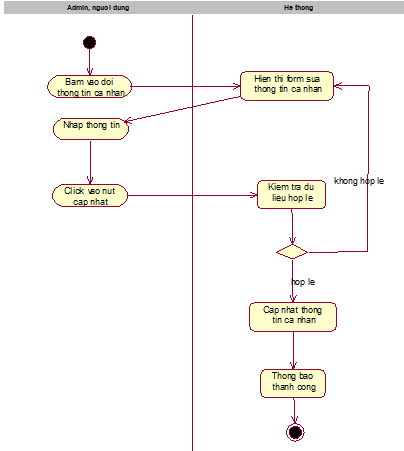 Admin, nguoi dung
He thong
Bam vao doi
thong tin ca nhan
Hien thi form sua
thong tin ca nhan
Nhap thong tin
khong hop le
Click vao nut
cap nhat
Kiem tra du
lieu hop le
hop le
Cap nhat thong
tin ca nhan
Thong bao
thanh cong